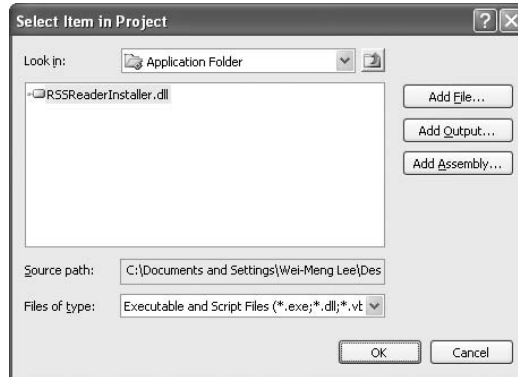 Select Item in Project
Look in:
Application Folder
RSSReaderInstaller.dll
Add File...
Add Output...
Add Assembly...
Source path:
C:\Documents and Settings\Wei-Meng Lee\Des
Files of type:
Executable and Script Files (*.exe;*.dll;*.vb
OK
Cancel